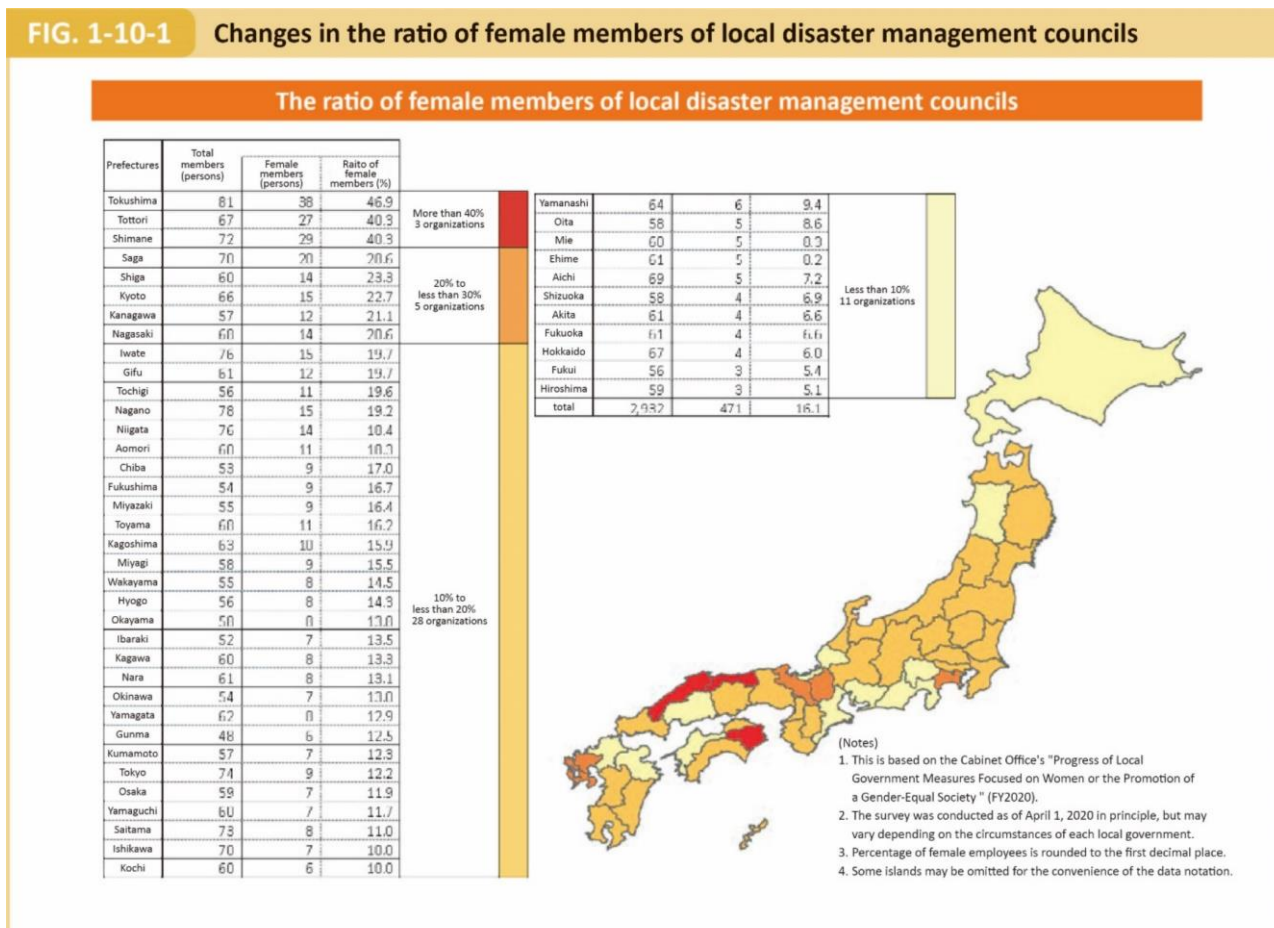 FIG. 1-10-1 Changes in the ratio of female members of local disaster management councils
The ratio of female members of local disaster management councils
Prefectures Total members (persons) Female members (persons) Raito of female members (%)
Tokushima 81 38 46.9
Tottori 67 27 40.3
Shimane 72 29 40.3
More than 40%
3 organizations
Saga 70 20
Shiga 60 14 23.3
Kyoto 66 15 22.7
Kanagawa 57 12 21.1
Nagasaki 14 20.6
20% to
less than 30%
5 organizations
Iwate 76 15 19.7
Gifu 61 12 19.7
Tochigi 56 11 19.6
Nagano 78 15 19.2
Niigata 76 14
Aomori 60 11
Chiba 53 9 17.0
Fukushima 54 9 16.7
Miyazaki 55 9 16.4
Toyama 11 16.2
Kagoshima 63 10 15.9
Miyagi 58 9 15.5
Wakayama 55 8 14.5
Hyogo 56 8 14.3
Okayama
Ibaraki 52 7 13.5
Kagawa 60 8 13.3
Nara 61 8 13.1
Okinawa 54 7 13.0
Yamagata 62 12.9
Gunma 48 6 12.5
Kumamoto 57 7 12.3
Tokyo 74 9 12.2
Osaka 59 7 11.9
Yamaguchi 60 7 11.7
Saitama 73 8 11.0
Ishikawa 70 7 10.0
Kochi 60 6 10.0
10% to
less than 20%
28 organizations
Yamanashi 64 6 9.4
Oita 58 5 8.6
Mie 60 5
Ehime 61 5
Aichi 69 5 7.2
Shizuoka 58 4 6.9
Akita 61 4 6.6
Fukuoka 61 4 6.6
Hokkaido 67 4 6.0
Fukui 56 3 5.4
Hiroshima 59 3 5.1
total 2,932 471 16.1
Less than 10%
11 organizations
(Notes)
1. This is based on the Cabinet Office's "Progress of Local
Government Measures Focused on Women or the Promotion of
a Gender-Equal Society " (FY2020).
2. The survey was conducted as of April 1, 2020 in principle, but may
vary depending on the circumstances of each local government.
3. Percentage of female employees is rounded to the first decimal place.
4. Some islands may be omitted for the convenience of the data notation.